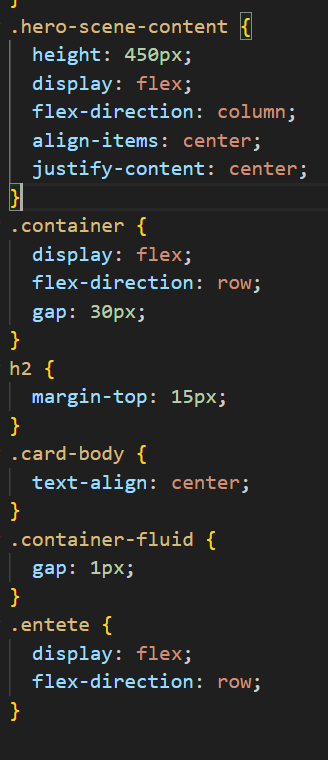 }
.hero-scene-content {
  height: 450px;
  display: flex;
  flex-direction: column;
  align-items: center;
  justify-content: center;
}
.container {
  display: flex;
  flex-direction: row;
  gap: 30px;
}
h2 {
  margin-top: 15px;
}
.card-body {
  text-align: center;
}
.container-fluid {
  gap: 1px;
}
.entete {
  display: flex;
  flex-direction: row;
}